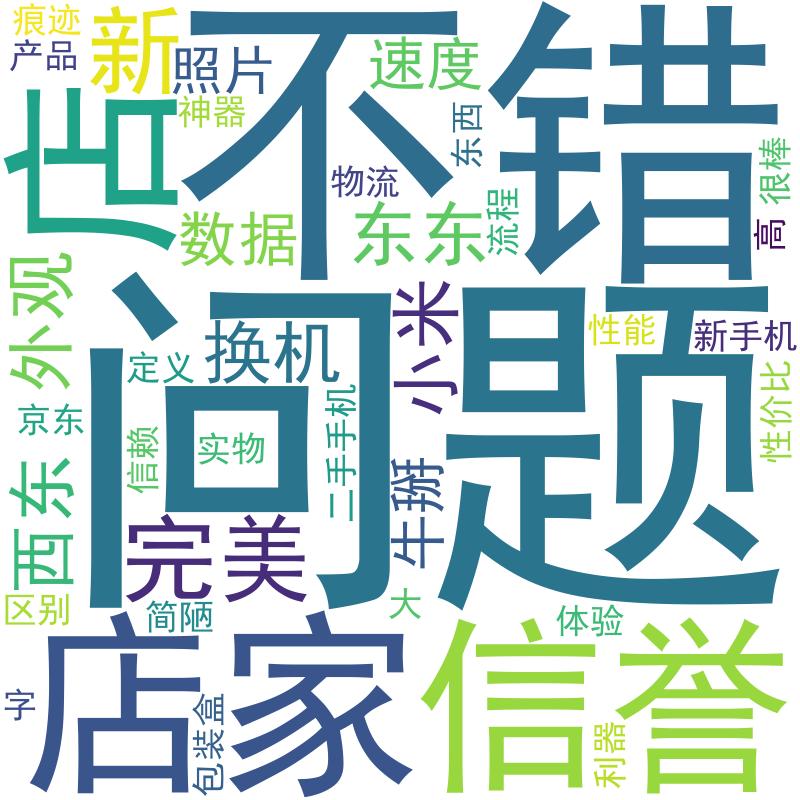 痕迹
产品
新
照片
神器
不错
速度
东西
店
物流
数据
东东
流程
很棒
高
外观
问题
小米
换机
定义
性能
新手机
京东
信赖
实物
二手手机
性价比
西东
牛掰
完美
区别
简陋
大
体验
店家
信誉
字
包装盒
利器